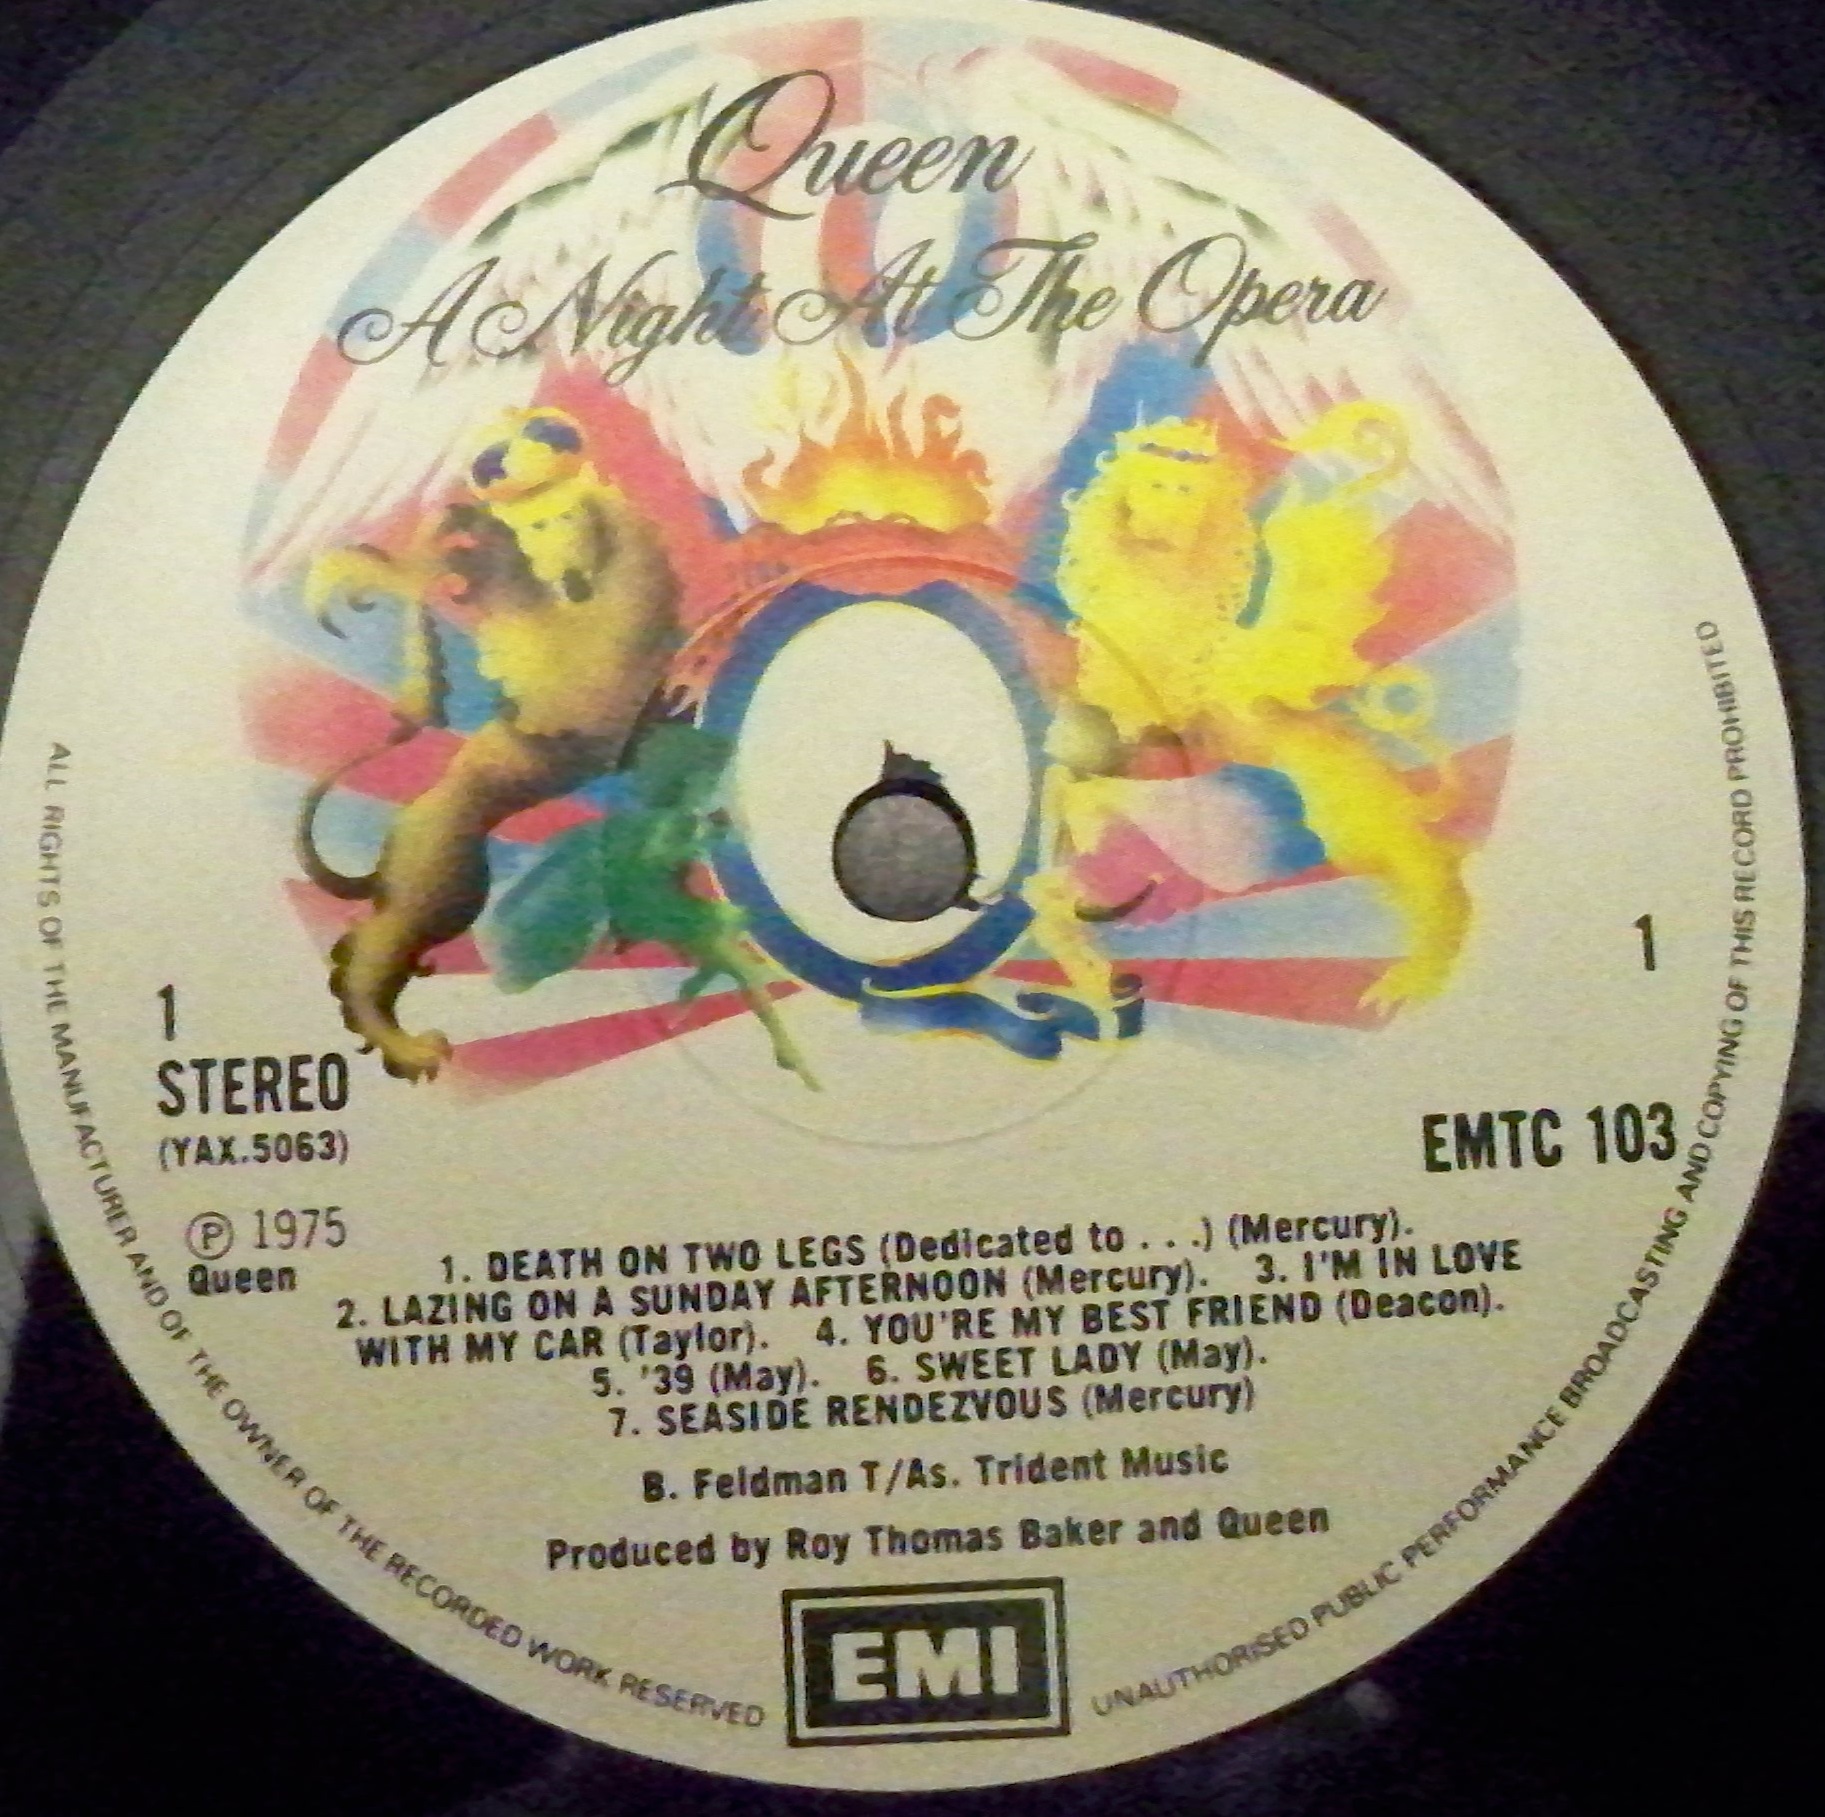 Queen
A Night At The Opera
1
1
STEREO
(YAX.5063)
EMTC 103
Ⓟ 1975
Queen
1. DEATH ON TWO LEGS (Dedicated to . . .) (Mercury).
2. LAZING ON A SUNDAY AFTERNOON (Mercury). 3. I'M IN LOVE
WITH MY CAR (Taylor). 4. YOU'RE MY BEST FRIEND (Deacon).
5. '39 (May). 6. SWEET LADY (May).
7. SEASIDE RENDEZVOUS (Mercury)
B. Feldman T/As. Trident Music
Produced by Roy Thomas Baker and Queen
EMI
ALL RIGHTS OF THE MANUFACTURER AND OF THE OWNER OF THE RECORDED WORK RESERVED
UNAUTHORISED PUBLIC PERFORMANCE BROADCASTING AND COPYING OF THIS RECORD PROHIBITED